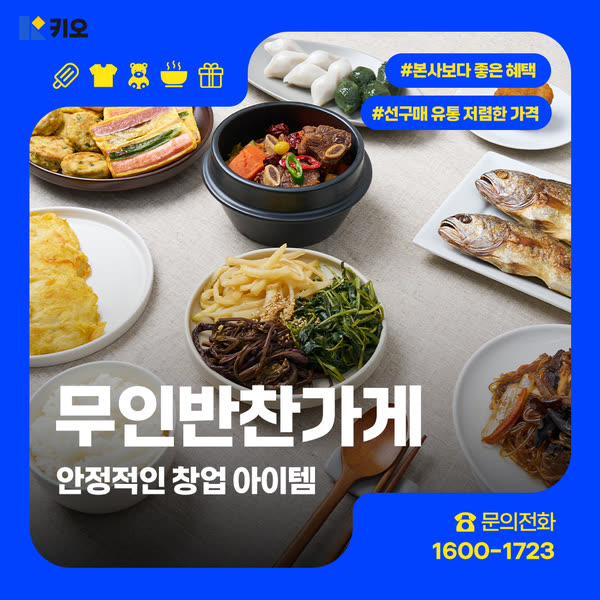 키오
#본사보다 좋은 혜택
#선구매 유통 저렴한 가격
무인반찬가게
안정적인 창업 아이템
문의전화
1600-1723